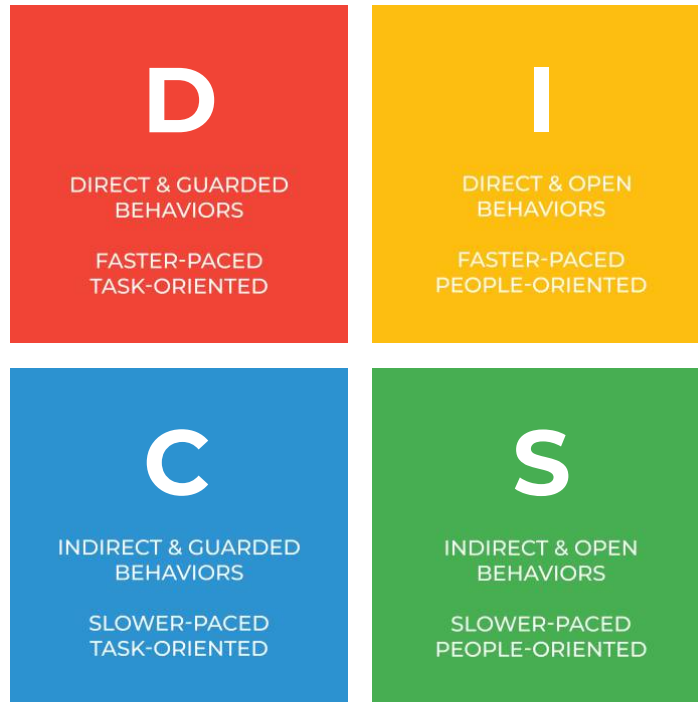 D
DIRECT & GUARDED
BEHAVIORS
FASTER-PACED
TASK-ORIENTED
I
DIRECT & OPEN
BEHAVIORS
FASTER-PACED
PEOPLE-ORIENTED
C
INDIRECT & GUARDED
BEHAVIORS
SLOWER-PACED
TASK-ORIENTED
S
INDIRECT & OPEN
BEHAVIORS
SLOWER-PACED
PEOPLE-ORIENTED